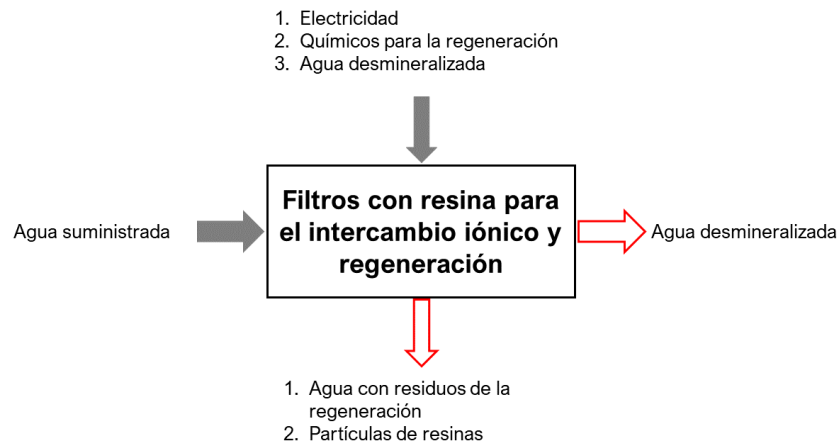 1. Electricidad
2. Químicos para la regeneración
3. Agua desmineralizada
Agua suministrada
Filtros con resina para
el intercambio iónico y
regeneración
Agua desmineralizada
1. Agua con residuos de la
regeneración
2. Partículas de resinas